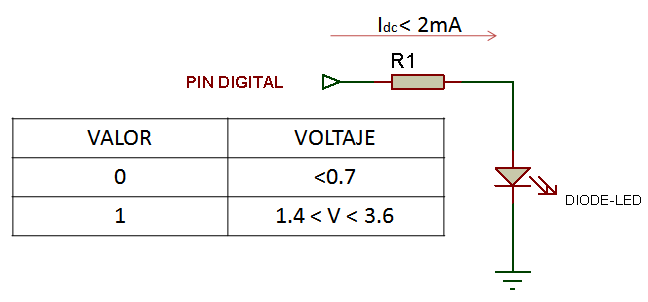 Idc< 2mA
R1
PIN DIGITAL
VALOR VOLTAJE
0 <0.7
1 1.4 < V < 3.6
DIODE-LED